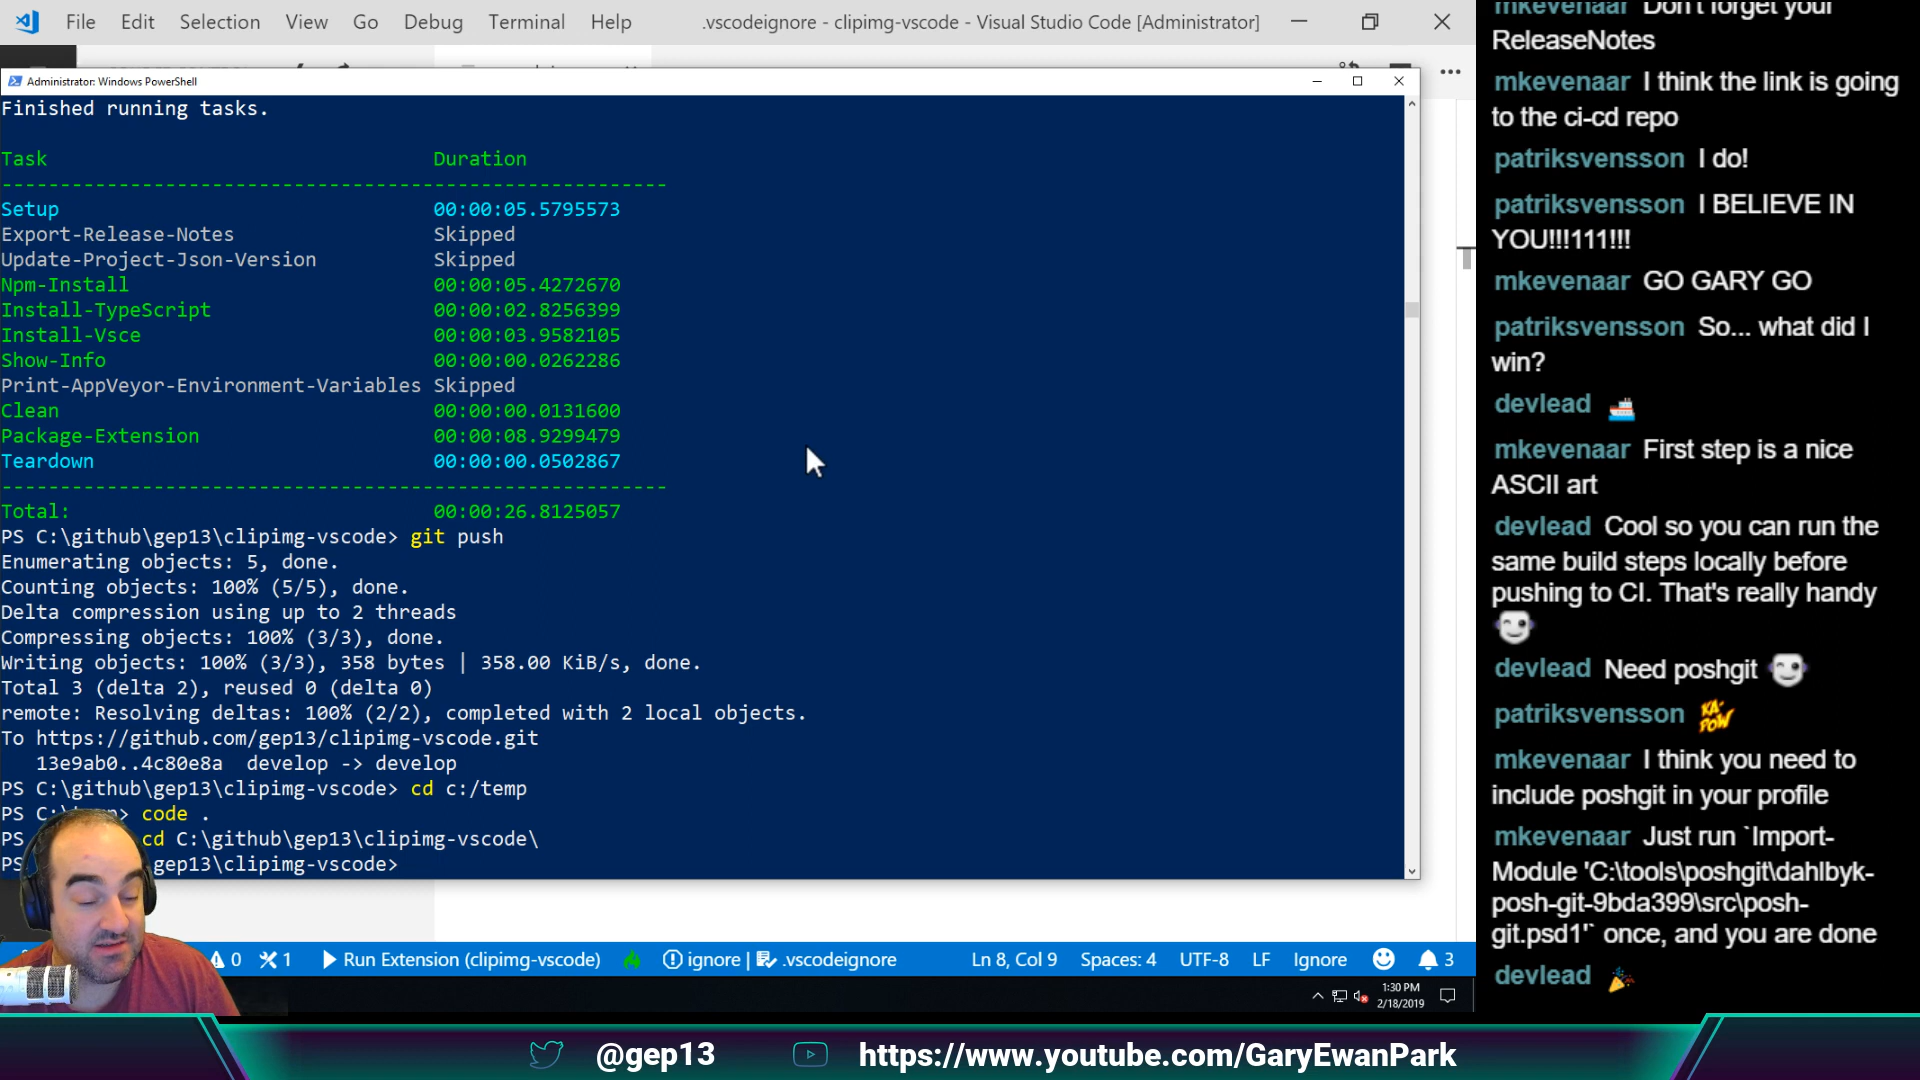 File Edit Selection View Go Debug Terminal Help .vscodeignore - clipimg-vscode - Visual Studio Code [Administrator]
Administrator: Windows PowerShell
Finished running tasks.
Task Duration
--------------------------------------------------------
Setup 00:00:05.5795573
Export-Release-Notes Skipped
Update-Project-Json-Version Skipped
Npm-Install 00:00:05.4272670
Install-TypeScript 00:00:02.8256399
Install-Vsce 00:00:03.9582105
Show-Info 00:00:00.0262286
Print-AppVeyor-Environment-Variables Skipped
Clean 00:00:00.0131600
Package-Extension 00:00:08.9299479
Teardown 00:00:00.0502867
--------------------------------------------------------
Total: 00:00:26.8125057
PS C:\github\gep13\clipimg-vscode> git push
Enumerating objects: 5, done.
Counting objects: 100% (5/5), done.
Delta compression using up to 2 threads
Compressing objects: 100% (3/3), done.
Writing objects: 100% (3/3), 358 bytes | 358.00 KiB/s, done.
Total 3 (delta 2), reused 0 (delta 0)
remote: Resolving deltas: 100% (2/2), completed with 2 local objects.
To https://github.com/gep13/clipimg-vscode.git
13e9ab0..4c80e8a develop -> develop
PS C:\github\gep13\clipimg-vscode> cd c:/temp
PS C:\ > code .
PS cd C:\github\gep13\clipimg-vscode\
PS gep13\clipimg-vscode>
0 1 Run Extension (clipimg-vscode) ignore | .vscodeignore Ln 8, Col 9 Spaces: 4 UTF-8 LF Ignore 3
1:30 PM
2/18/2019
mkevenaar Don't forget your
ReleaseNotes
mkevenaar I think the link is going
to the ci-cd repo
patriksvensson I do!
patriksvensson I BELIEVE IN
YOU!!!111!!!
mkevenaar GO GARY GO
patriksvensson So... what did I
win?
devlead
mkevenaar First step is a nice
ASCII art
devlead Cool so you can run the
same build steps locally before
pushing to CI. That's really handy
devlead Need poshgit
patriksvensson KA POW
mkevenaar I think you need to
include poshgit in your profile
mkevenaar Just run `Import-
Module 'C:\tools\poshgit\dahlbyk-
posh-git-9bda399\src\posh-
git.psd1'` once, and you are done
devlead
@gep13 https://www.youtube.com/GaryEwanPark